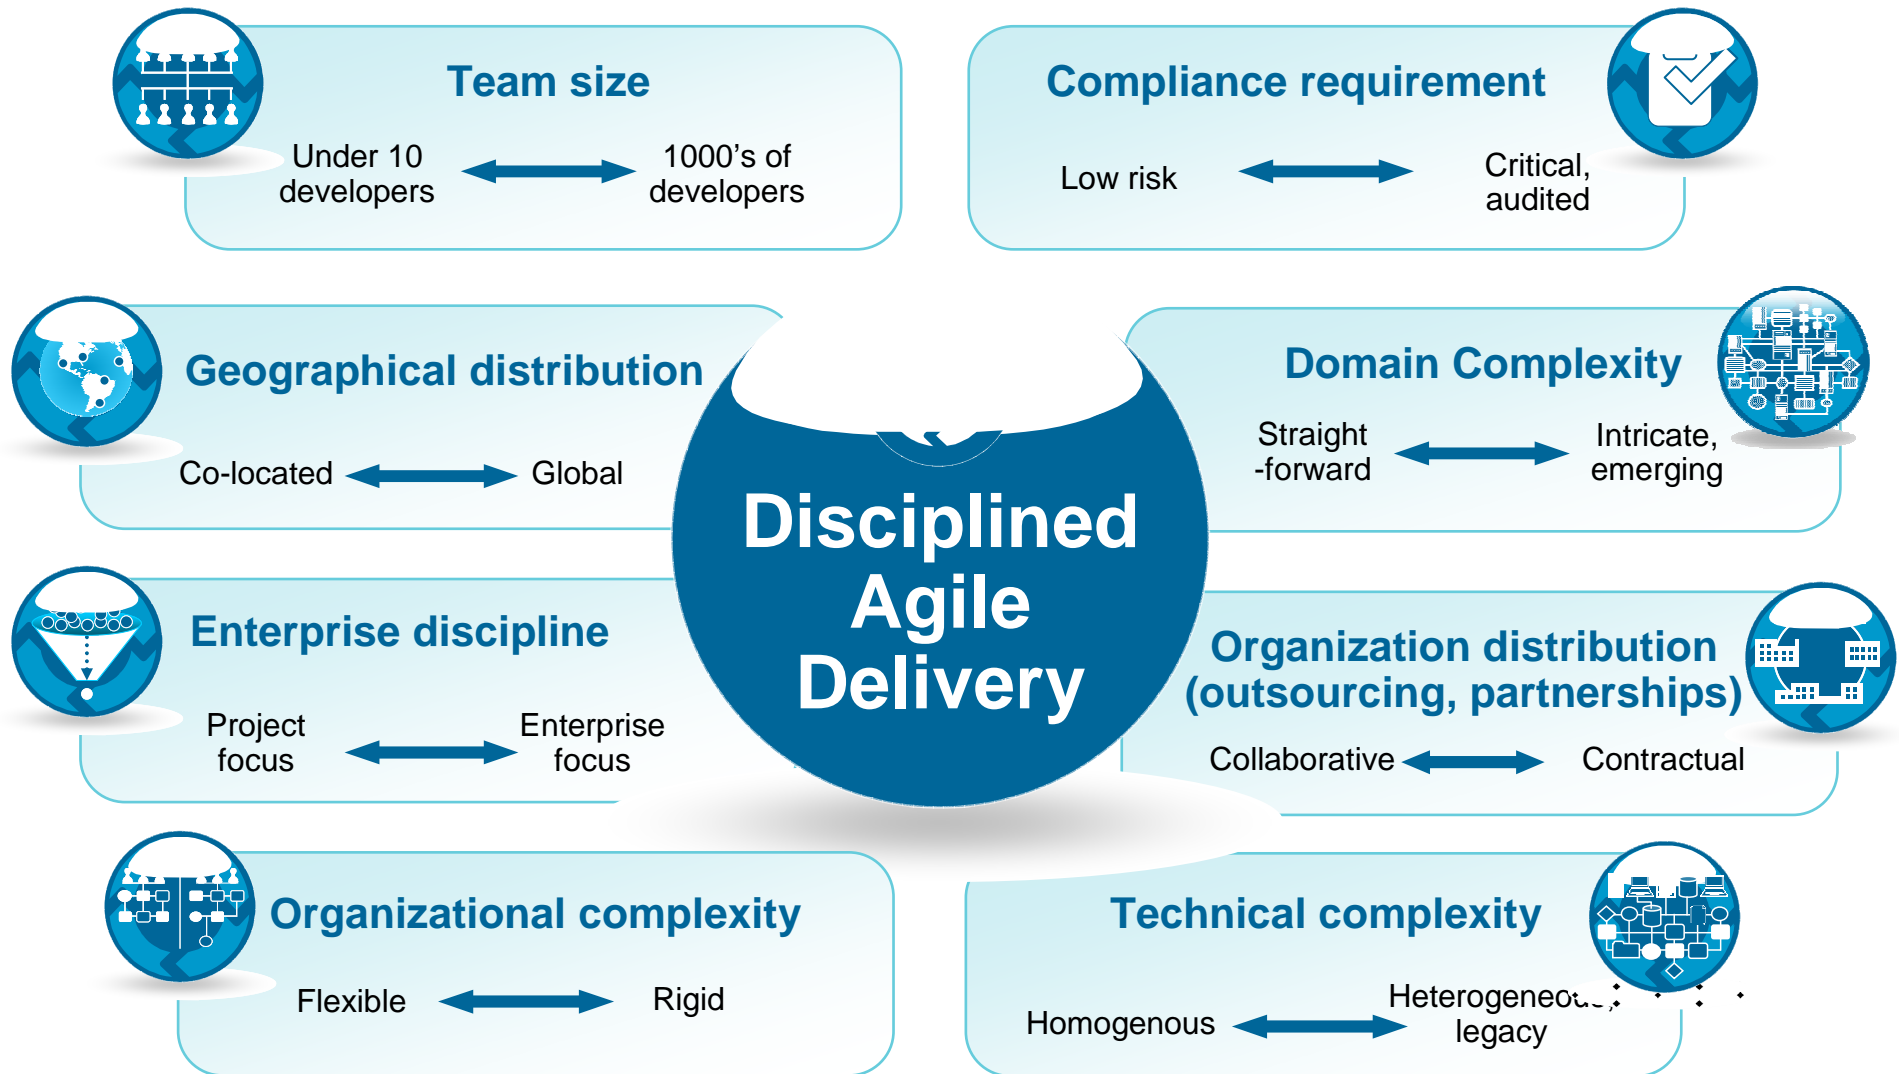 Team size
Under 10
developers
1000's of
developers
Compliance requirement
Low risk
Critical,
audited
Geographical distribution
Co-located
Global
Domain Complexity
Straight
-forward
Intricate,
emerging
Disciplined
Agile
Delivery
Enterprise discipline
Project
focus
Enterprise
focus
Organization distribution
(outsourcing, partnerships)
Collaborative
Contractual
Organizational complexity
Flexible
Rigid
Technical complexity
Homogenous
Heterogeneous,
legacy